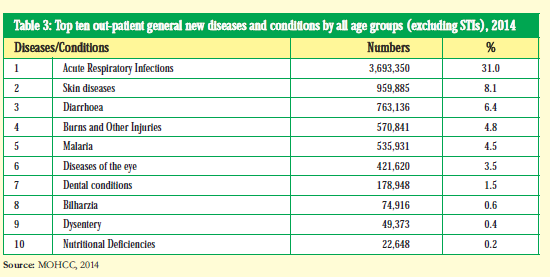 Table 3: Top ten out-patient general new diseases and conditions by all age groups (excluding STIs), 2014
Diseases/Conditions Numbers %
1 Acute Respiratory Infections 3,693,350 31.0
2 Skin diseases 959,885 8.1
3 Diarrhoea 763,136 6.4
4 Burns and Other Injuries 570,841 4.8
5 Malaria 535,931 4.5
6 Diseases of the eye 421,620 3.5
7 Dental conditions 178,948 1.5
8 Bilharzia 74,916 0.6
9 Dysentery 49,373 0.4
10 Nutritional Deficiencies 22,648 0.2
Source: MOHCC, 2014